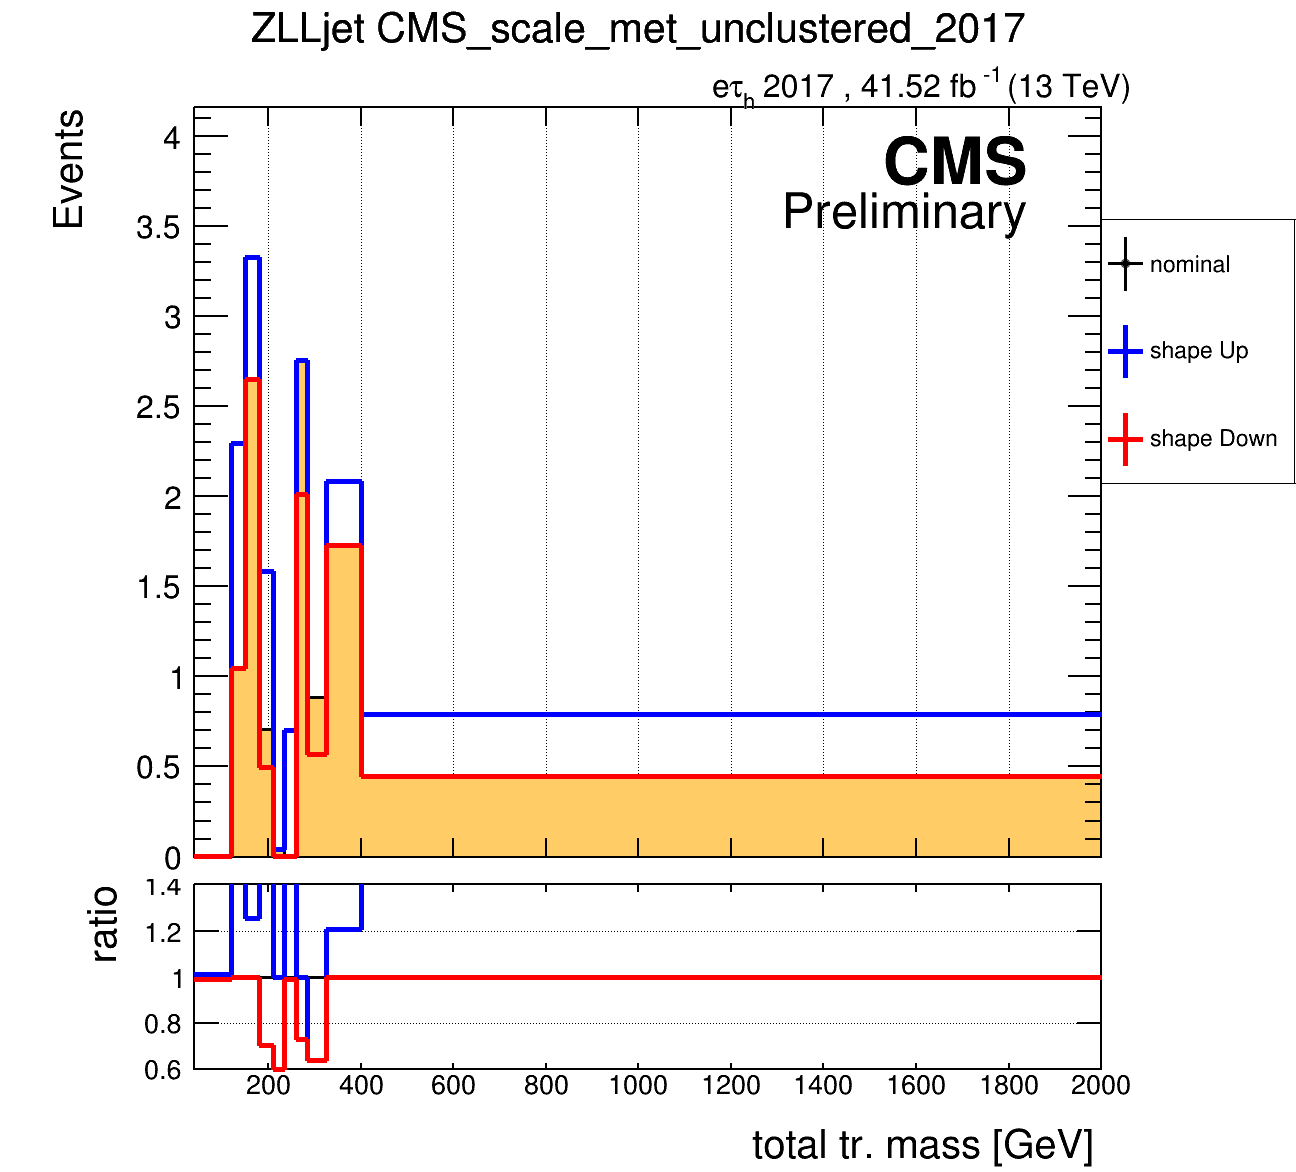 ZLLjet CMS_scale_met_unclustered_2017
eτh 2017 , 41.52 fb -1 (13 TeV)
Events
4
3.5
3
2.5
2
1.5
1
0.5
0
CMS
Preliminary
nominal
shape Up
shape Down
ratio
1.4
1.2
1
0.8
0.6
200 400 600 800 1000 1200 1400 1600 1800 2000
total tr. mass [GeV]